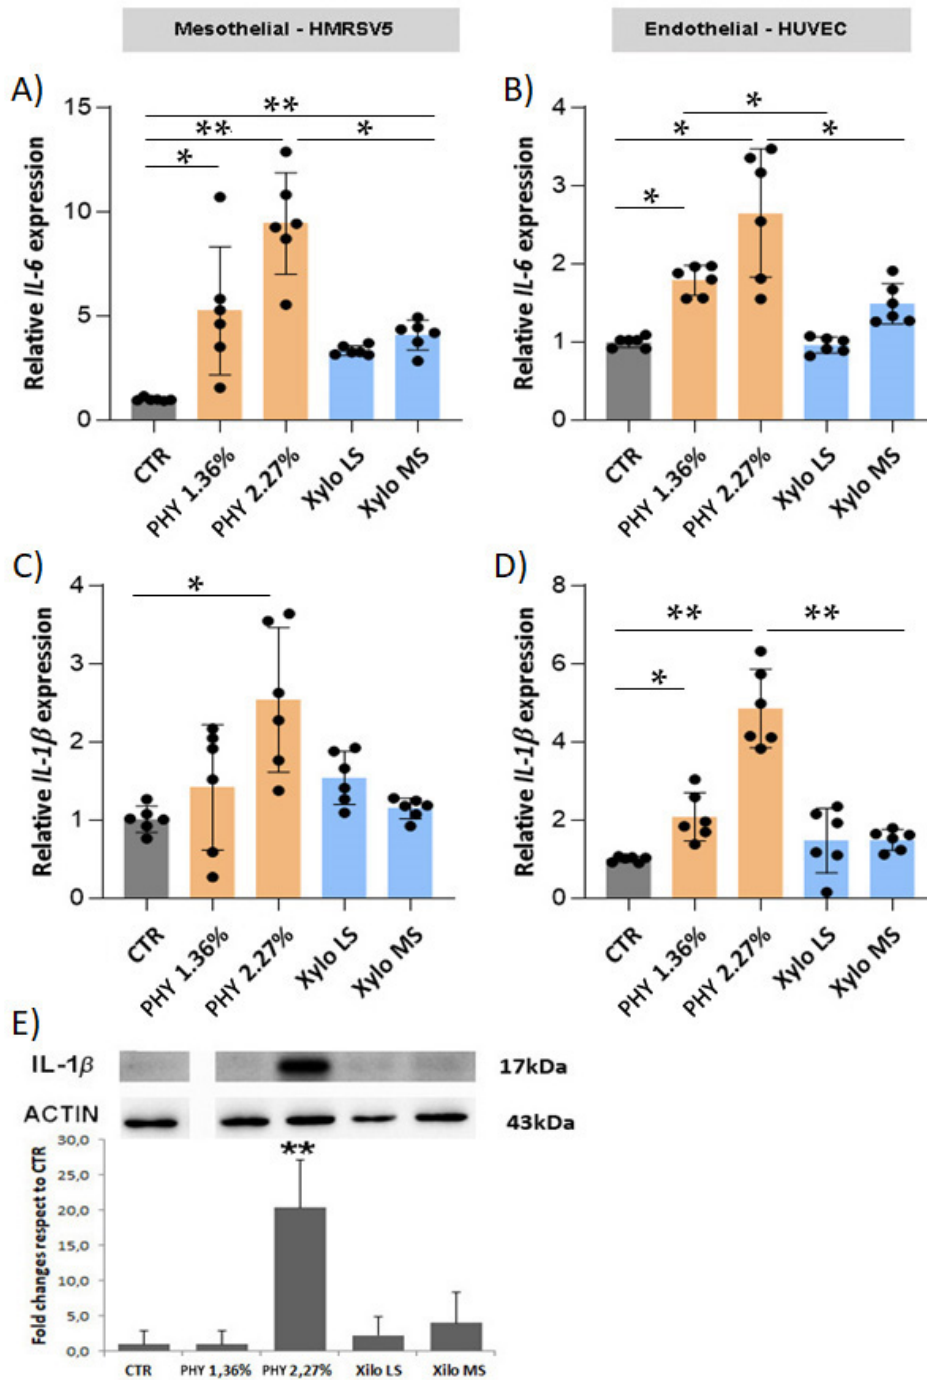 Mesothelial - HMRSV5
Endothelial - HUVEC
A)
Relative IL-6 expression
15
10
5
0
**
**
*
*
CTR
PHY 1.36%
PHY 2.27%
Xylo LS
Xylo MS
B)
Relative IL-6 expression
4
3
2
1
0
*
*
*
*
CTR
PHY 1.36%
PHY 2.27%
Xylo LS
Xylo MS
C)
Relative IL-1β expression
4
3
2
1
0
*
CTR
PHY 1.36%
PHY 2.27%
Xylo LS
Xylo MS
D)
Relative IL-1β expression
8
6
4
2
0
**
**
*
CTR
PHY 1.36%
PHY 2.27%
Xylo LS
Xylo MS
E)
IL-1β
17kDa
ACTIN
43kDa
Fold changes respect to CTR
30,0
25,0
20,0
15,0
10,0
5,0
0,0
**
CTR
PHY 1,36%
PHY 2,27%
Xilo LS
Xilo MS